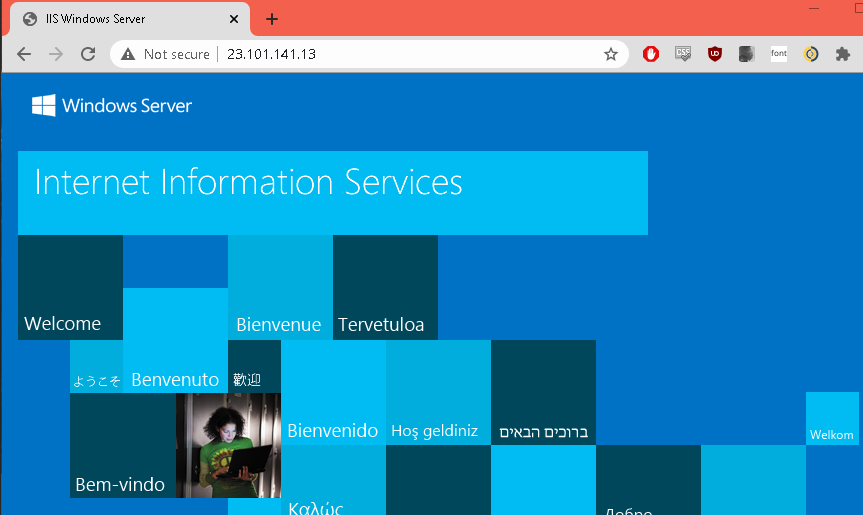 IIS Windows Server
Not secure
23.101.141.13
CSS
UD
font
Windows Server
Internet Information Services
Welcome
Bienvenue
Tervetuloa
ようこそ
Benvenuto
歡迎
Bienvenido
Hoş geldiniz
ברוכים הבאים
Welkom
Bem-vindo
Καλώς
Добро